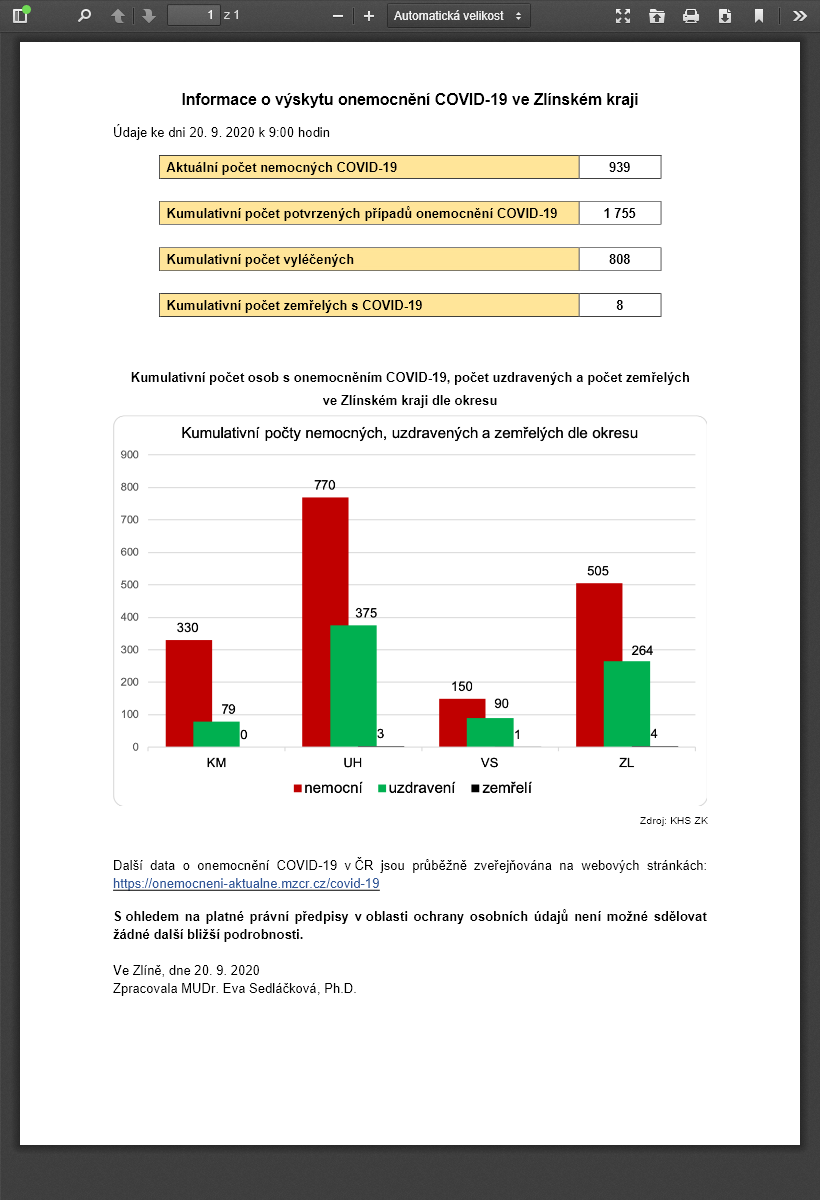 1 z 1 Automatická velikost
Informace o výskytu onemocnění COVID-19 ve Zlínském kraji
Údaje ke dni 20. 9. 2020 k 9:00 hodin
Aktuální počet nemocných COVID-19 939
Kumulativní počet potvrzených případů onemocnění COVID-19 1 755
Kumulativní počet vyléčených 808
Kumulativní počet zemřelých s COVID-19 8
Kumulativní počet osob s onemocněním COVID-19, počet uzdravených a počet zemřelých
ve Zlínském kraji dle okresu
Kumulativní počty nemocných, uzdravených a zemřelých dle okresu
900
800
700
600
500
400
300
200
100
0
330
79
0
770
375
3
150
90
1
505
264
4
KM UH VS ZL
nemocní uzdravení zemřelí
Zdroj: KHS ZK
Další data o onemocnění COVID-19 v ČR jsou průběžně zveřejňována na webových stránkách:
https://onemocneni-aktualne.mzcr.cz/covid-19
S ohledem na platné právní předpisy v oblasti ochrany osobních údajů není možné sdělovat
žádné další bližší podrobnosti.
Ve Zlíně, dne 20. 9. 2020
Zpracovala MUDr. Eva Sedláčková, Ph.D.